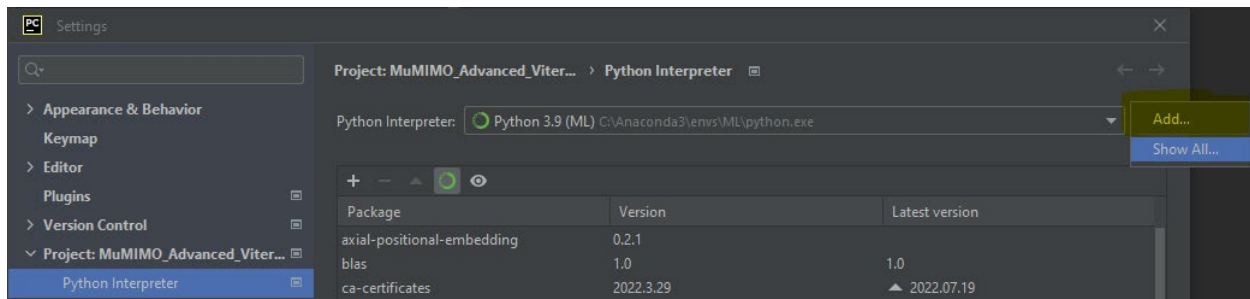 PC Settings
Project: MuMIMO_Advanced_Viter... > Python Interpreter
Appearance & Behavior
Keymap
Editor
Plugins
Version Control
Project: MuMIMO_Advanced_Viter...
Python Interpreter
Python Interpreter: Python 3.9 (ML) C:\Anaconda3\envs\ML\python.exe
Add...
Show All...
Package Version Latest version
axial-positional-embedding 0.2.1
blas 1.0 1.0
ca-certificates 2022.3.29 2022.07.19